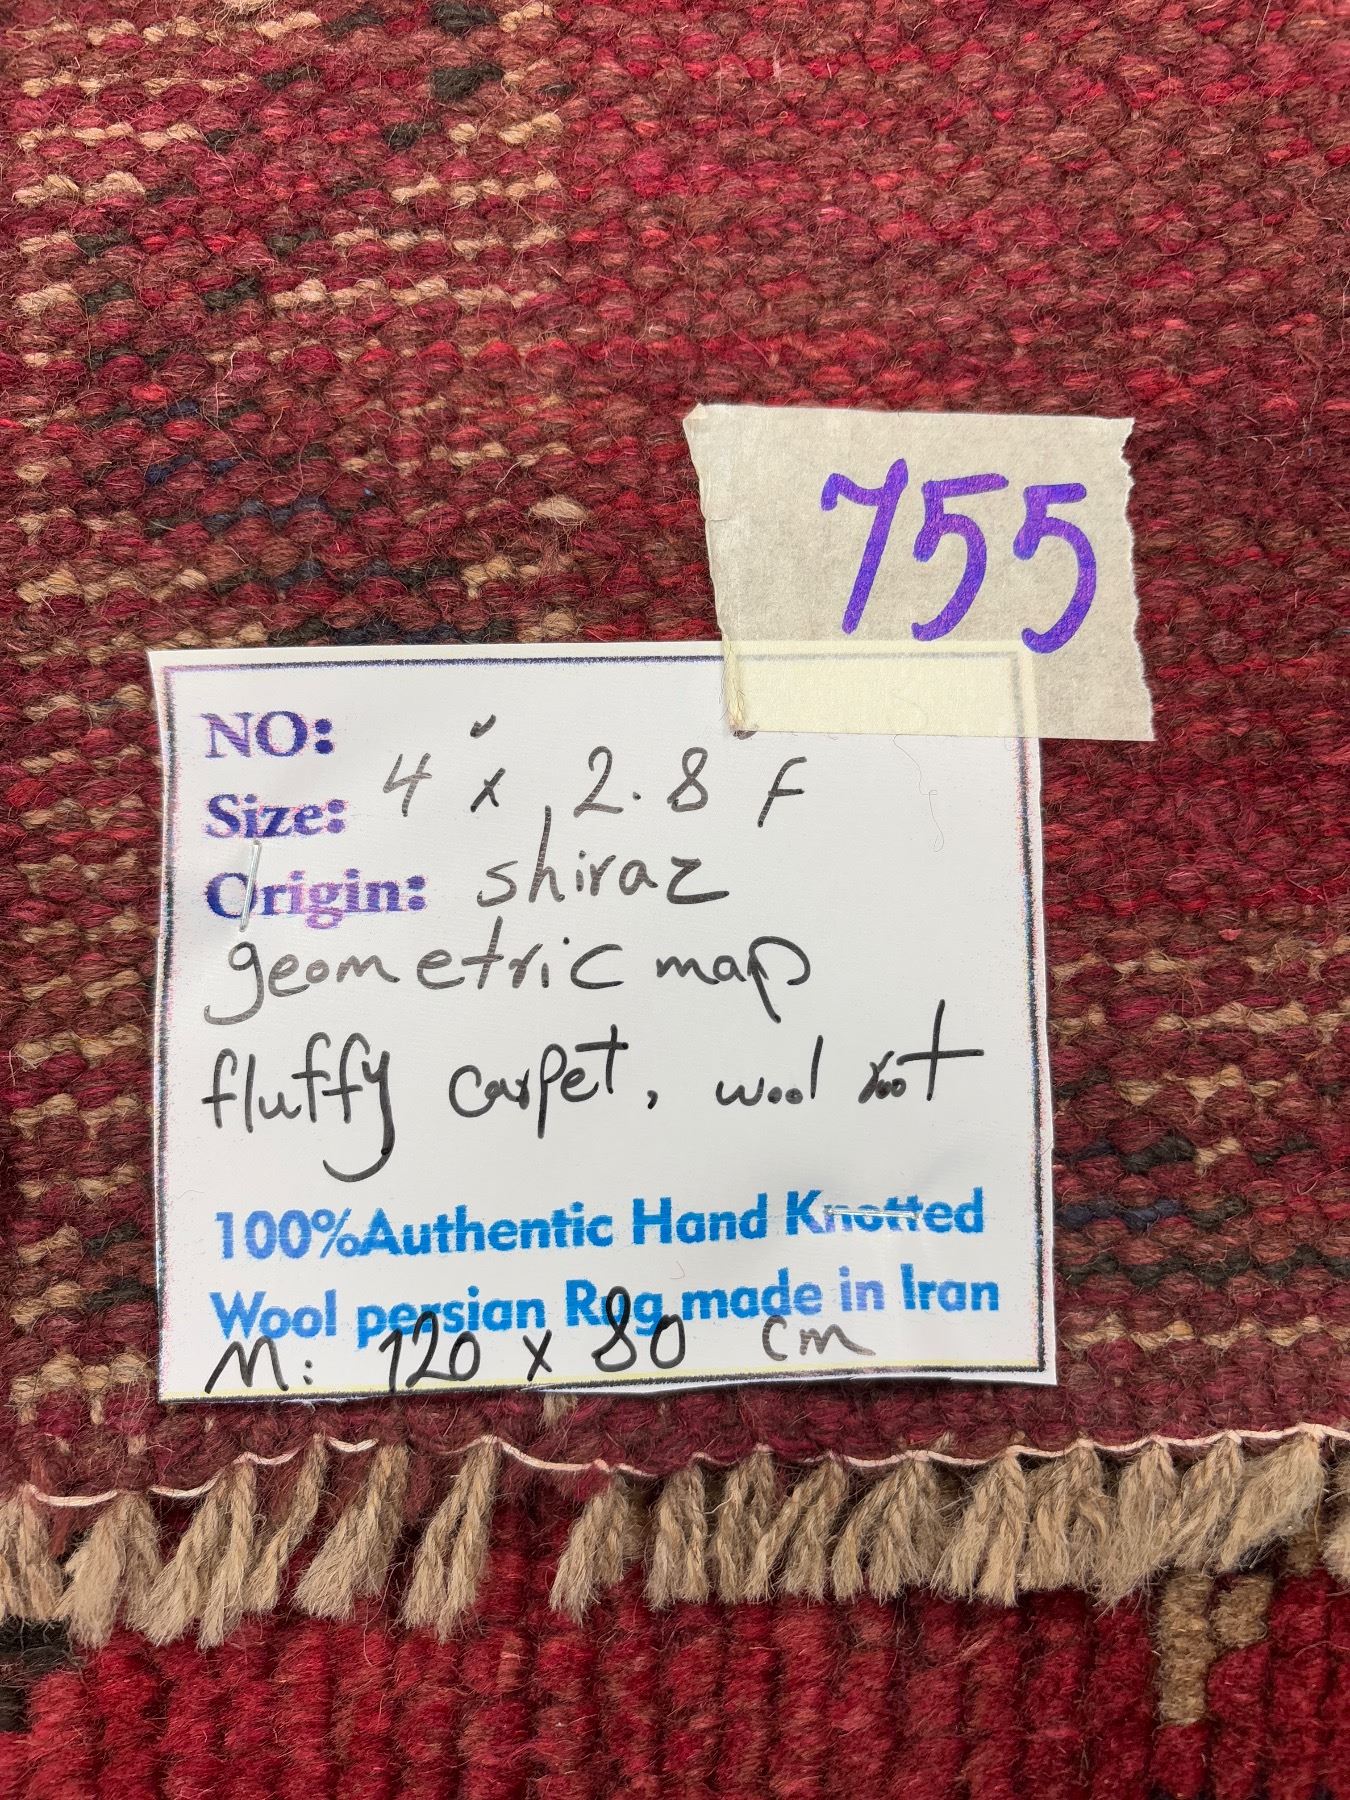 755
NO:
Size: 4 x 2.8 f
Origin: shiraz
geometric map
fluffy carpet, wool root
100%Authentic Hand Knotted
Wool persian Rug made in Iran
M: 120 x 80 cm